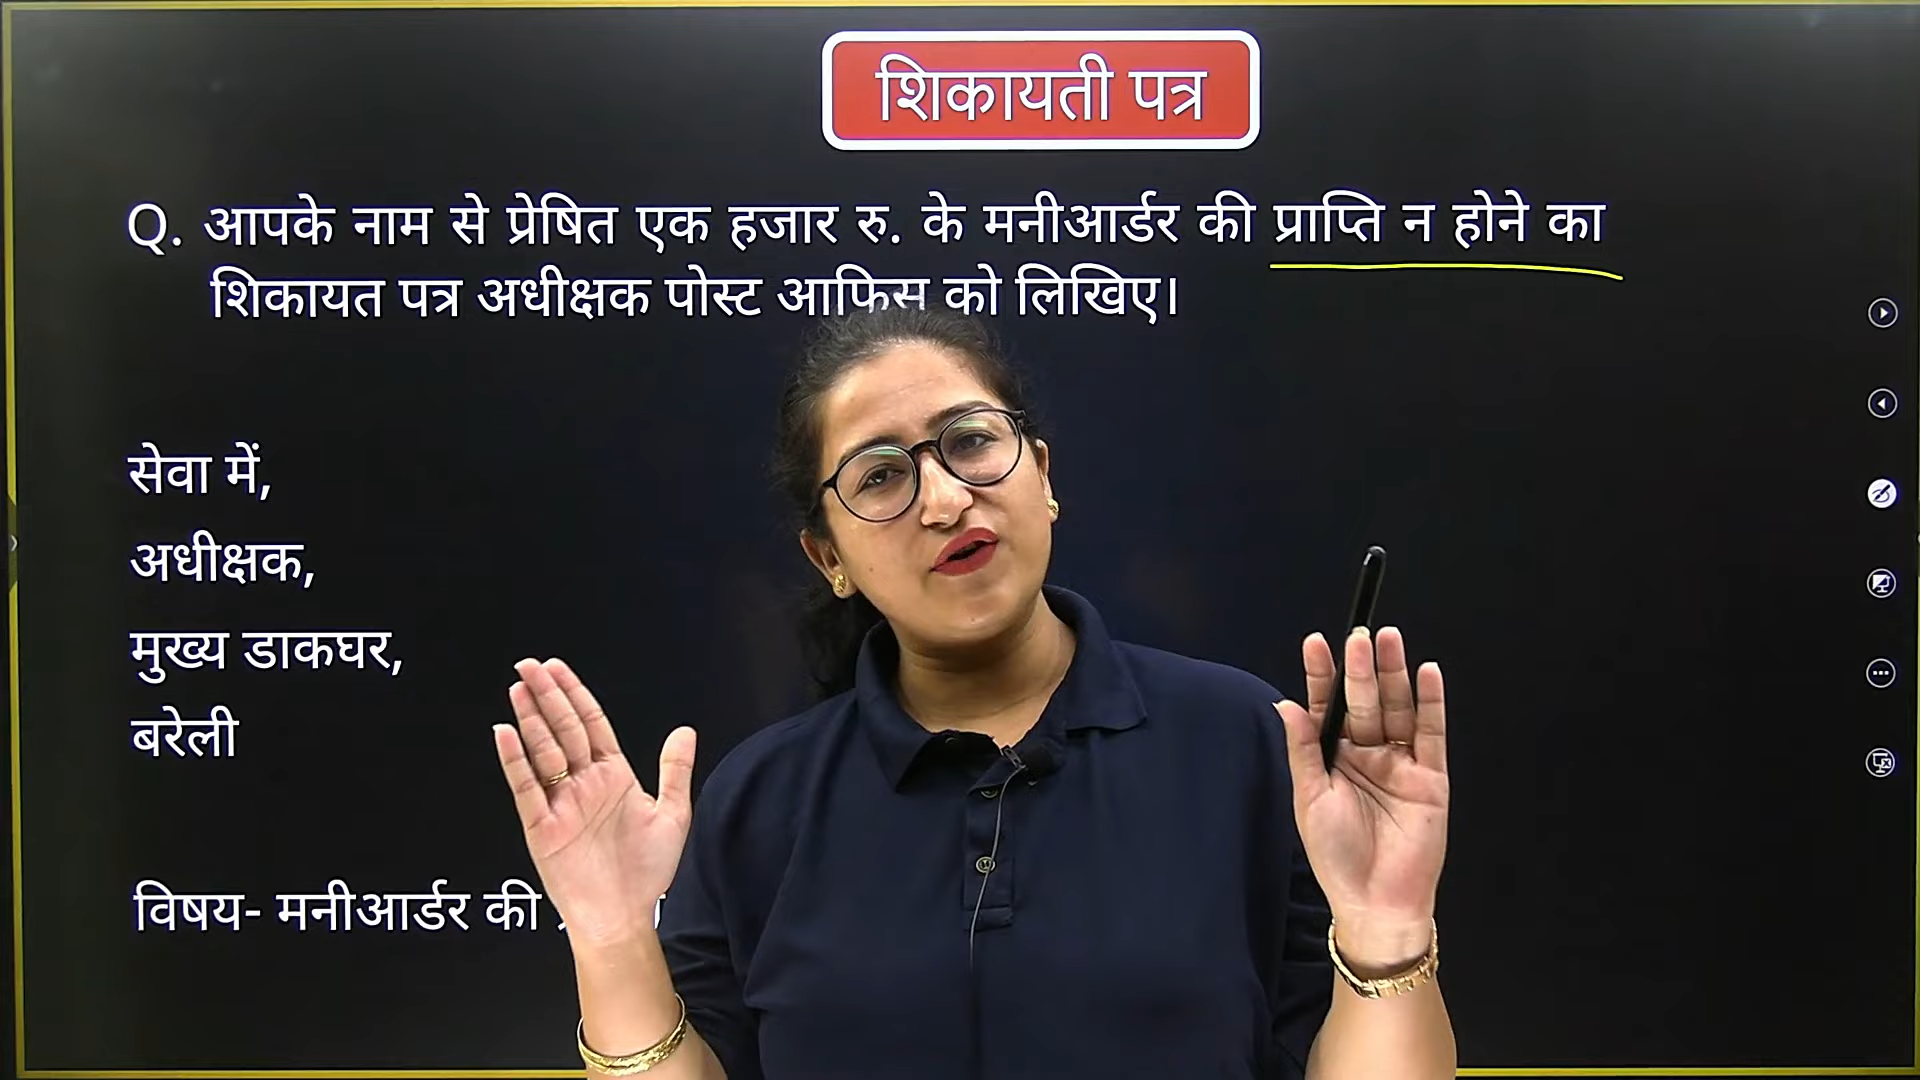 शिकायती पत्र
Q. आपके नाम से प्रेषित एक हजार रु. के मनीआर्डर की प्राप्ति न होने का
शिकायत पत्र अधीक्षक पोस्ट आफिस को लिखिए।
सेवा में,
अधीक्षक,
मुख्य डाकघर,
बरेली
विषय- मनीआर्डर की